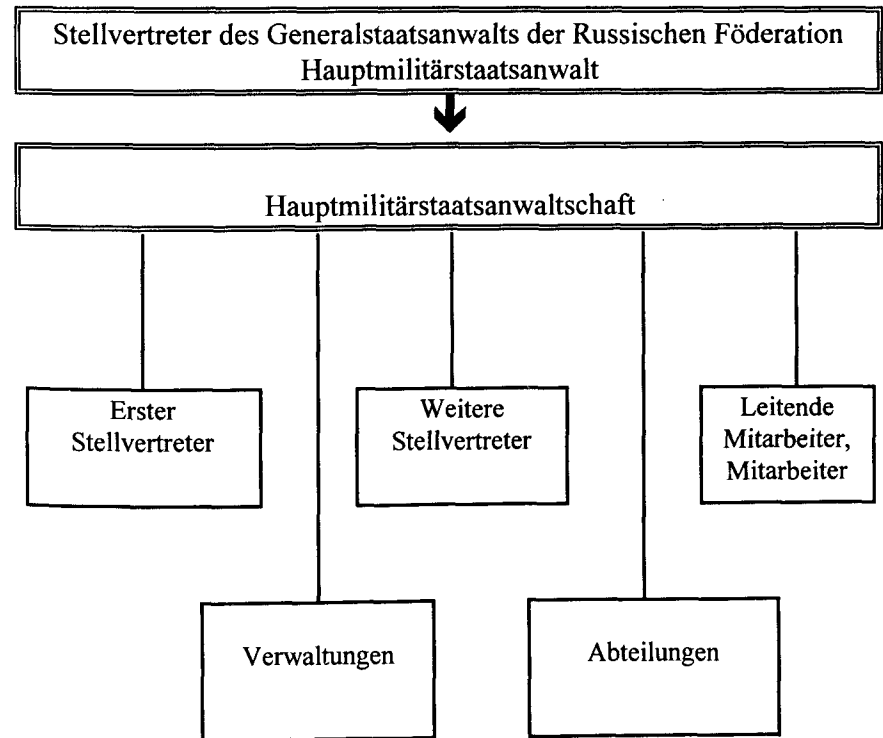 Stellvertreter des Generalstaatsanwalts der Russischen Föderation
Hauptmilitärstaatsanwalt
Hauptmilitärstaatsanwaltschaft
Erster
Stellvertreter
Weitere
Stellvertreter
Leitende
Mitarbeiter,
Mitarbeiter
Verwaltungen
Abteilungen